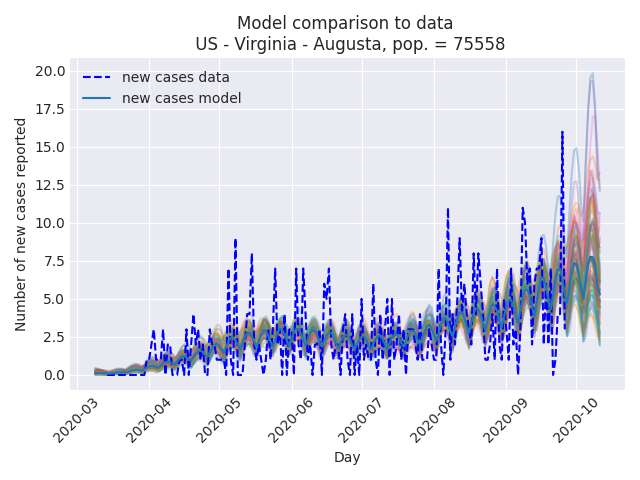 Model comparison to data
US - Virginia - Augusta, pop. = 75558
new cases data
new cases model
Number of new cases reported
20.0
17.5
15.0
12.5
10.0
7.5
5.0
2.5
0.0
2020-03
2020-04
2020-05
2020-06
2020-07
2020-08
2020-09
2020-10
Day